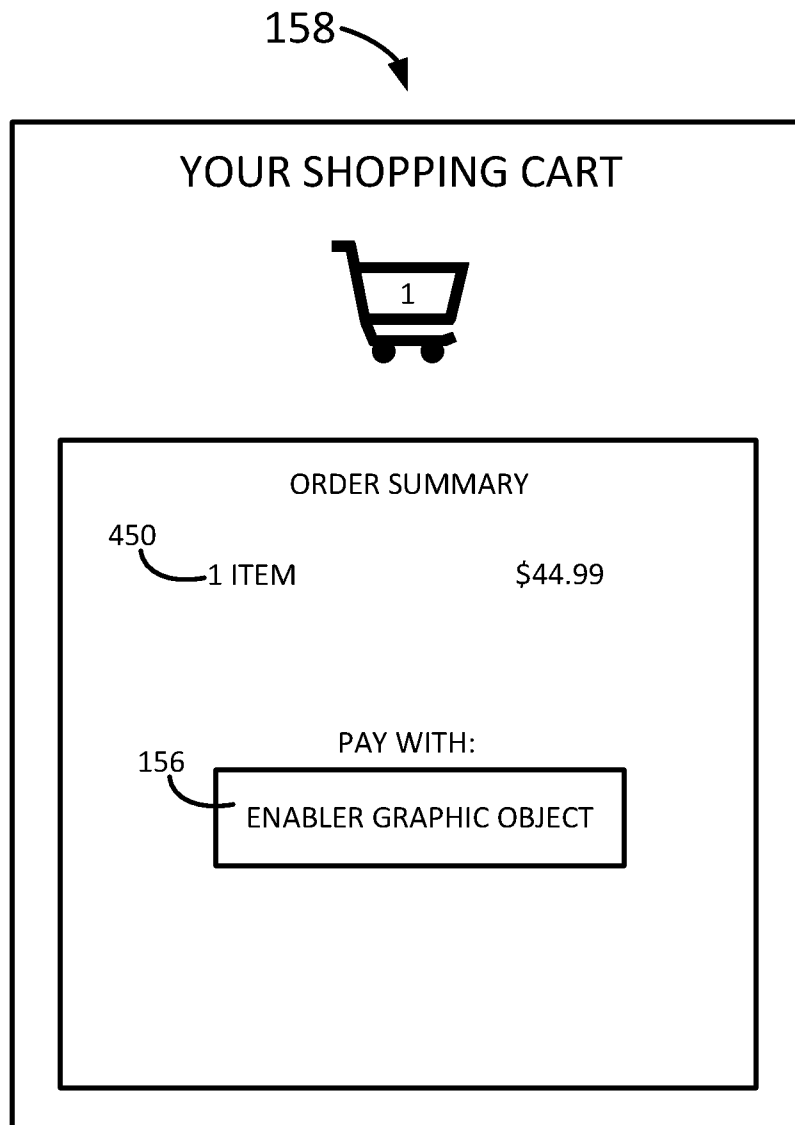 158
YOUR SHOPPING CART
1
ORDER SUMMARY
450
1 ITEM $44.99
PAY WITH:
156
ENABLER GRAPHIC OBJECT